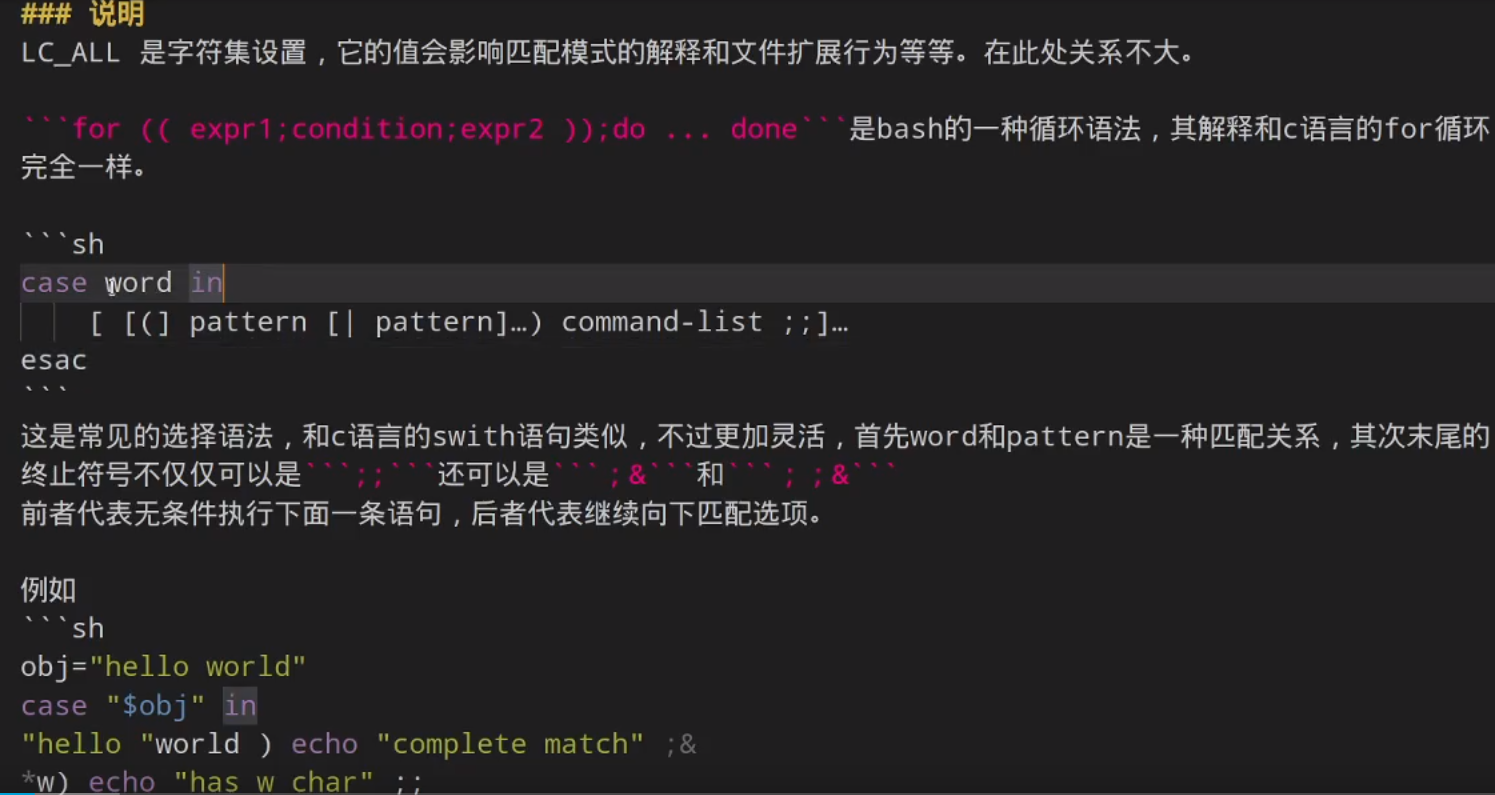 ### 说明
LC_ALL 是字符集设置，它的值会影响匹配模式的解释和文件扩展行为等等。在此处关系不大。
```for (( expr1;condition;expr2 ));do ... done```是bash的一种循环语法，其解释和c语言的for循环
完全一样。
```sh
case word in
    [ [(] pattern [| pattern]…) command-list ;;]…
esac
```
这是常见的选择语法，和c语言的swith语句类似，不过更加灵活，首先word和pattern是一种匹配关系，其次末尾的
终止符号不仅仅可以是```;;```还可以是```;&```和```;;&```
前者代表无条件执行下面一条语句，后者代表继续向下匹配选项。
例如
```sh
obj="hello world"
case "$obj" in
"hello "world ) echo "complete match" ;&
*w) echo "has w char" ;;